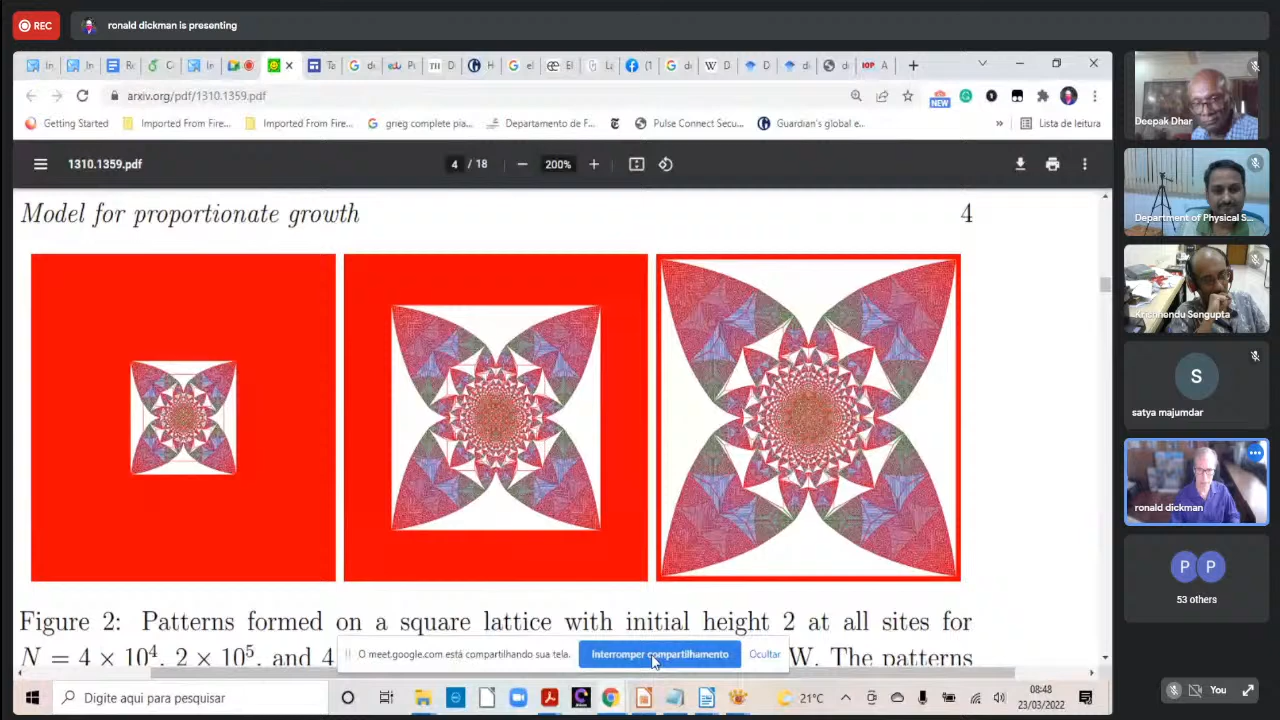 REC
ronald dickman is presenting
arxiv.org/pdf/1310.1359.pdf
NEW
Getting Started
Imported From Fire...
Imported From Fire...
grieg complete pia...
Departamento de F...
Pulse Connect Secu...
Guardian's global e...
»
Lista de leitura
1310.1359.pdf
4 / 18
200%
Model for proportionate growth
4
Figure 2: Patterns formed on a square lattice with initial height 2 at all sites for
N = 4 × 10⁴, 2 × 10⁵, and 4
W. The patterns
O meet.google.com está compartilhando sua tela.
Interromper compartilhamento
Ocultar
Digite aqui para pesquisar
21°C
08:48
23/03/2022
Deepak Dhar
Department of Physical S...
Krishnendu Sengupta
S
satya majumdar
ronald dickman
P
P
53 others
You